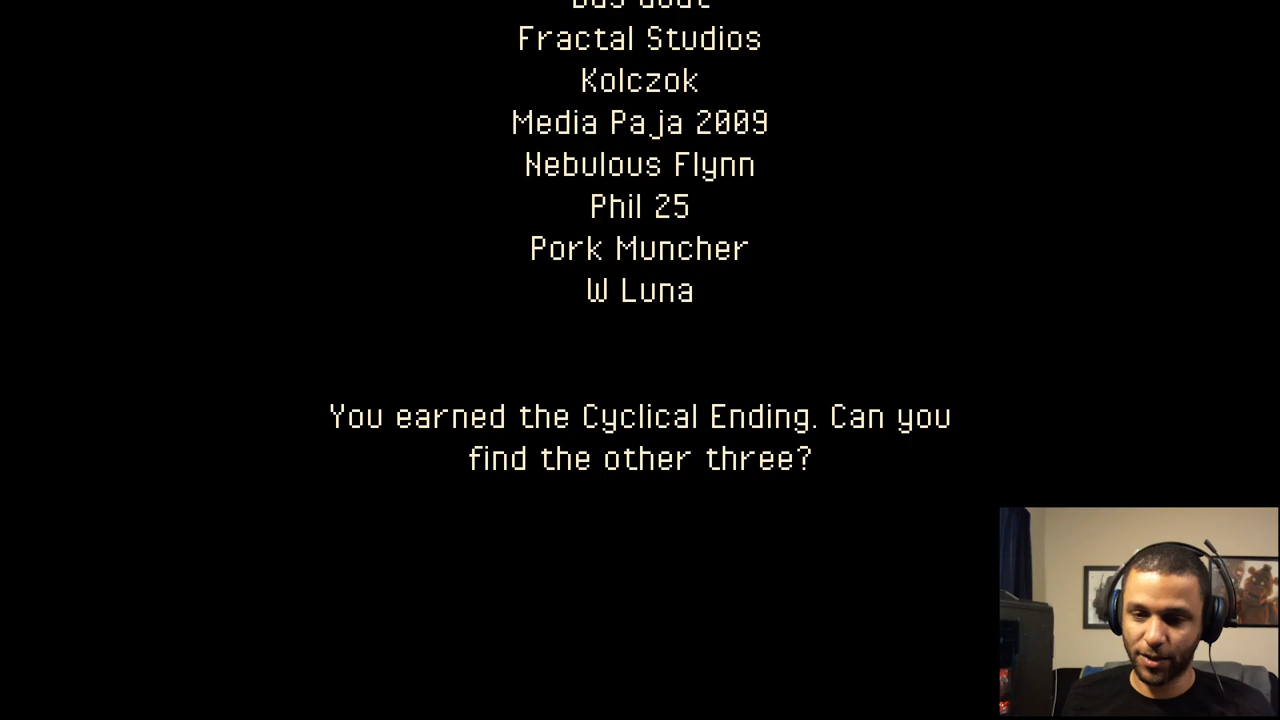 Fractal Studios
Kolczok
Media Paja 2009
Nebulous Flynn
Phil 25
Pork Muncher
W Luna
You earned the Cyclical Ending. Can you
find the other three?